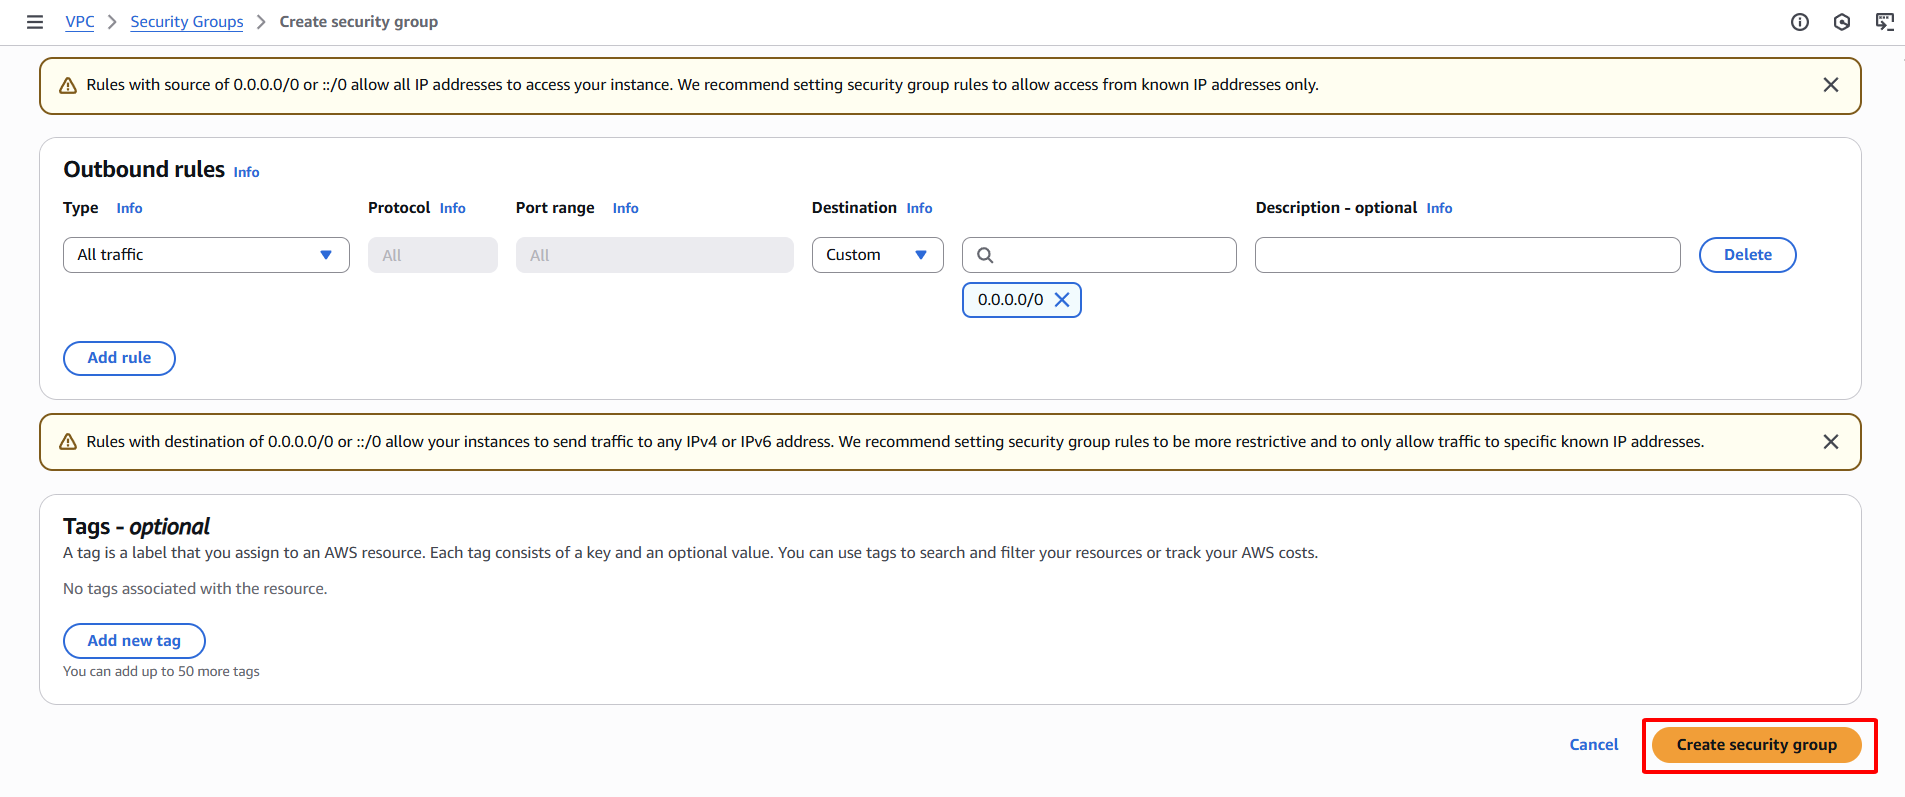 VPC > Security Groups > Create security group
Rules with source of 0.0.0.0/0 or ::/0 allow all IP addresses to access your instance. We recommend setting security group rules to allow access from known IP addresses only.
Outbound rules Info
Type Info Protocol Info Port range Info Destination Info Description - optional Info
All traffic All All Custom Delete
0.0.0.0/0
Add rule
Rules with destination of 0.0.0.0/0 or ::/0 allow your instances to send traffic to any IPv4 or IPv6 address. We recommend setting security group rules to be more restrictive and to only allow traffic to specific known IP addresses.
Tags - optional
A tag is a label that you assign to an AWS resource. Each tag consists of a key and an optional value. You can use tags to search and filter your resources or track your AWS costs.
No tags associated with the resource.
Add new tag
You can add up to 50 more tags
Cancel Create security group